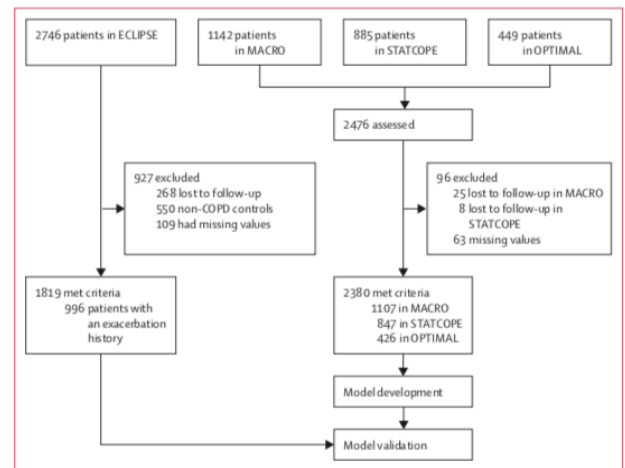 2746 patients in ECLIPSE
1142 patients
in MACRO
885 patients
in STATCOPE
449 patients
in OPTIMAL
2476 assessed
927 excluded
268 lost to follow-up
550 non-COPD controls
109 had missing values
96 excluded
25 lost to follow-up in MACRO
8 lost to follow-up in
STATCOPE
63 missing values
1819 met criteria
996 patients with
an exacerbation
history
2380 met criteria
1107 in MACRO
847 in STATCOPE
426 in OPTIMAL
Model development
Model validation